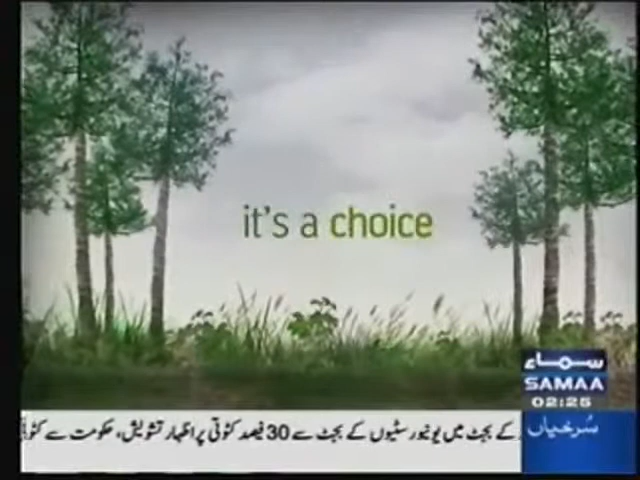 it's a choice
سماء
SAMAA
02:25
کے بجٹ میں یونیورسٹیوں کے بجٹ سے 30 فیصد کٹوتی پر اظہار تشویش، حکومت سے
سُرخیاں